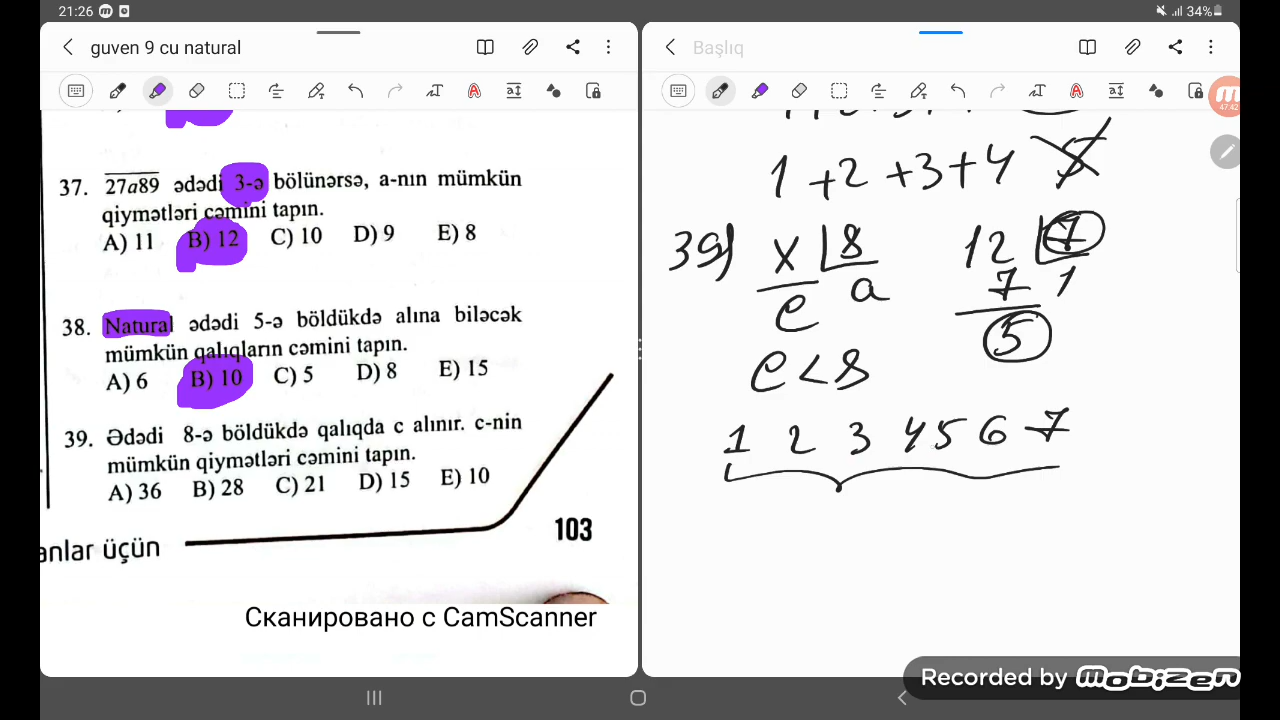 21:26
34%
guven 9 cu natural
Başlıq
37. 27a89 ədədi 3-ə bölünərsə, a-nın mümkün
qiymətləri cəmini tapın.
A) 11 B) 12 C) 10 D) 9 E) 8
38. Natural ədədi 5-ə böldükdə alına biləcək
mümkün qalıqların cəmini tapın.
A) 6 B) 10 C) 5 D) 8 E) 15
39. Ədədi 8-ə böldükdə qalıqda c alınır. c-nin
mümkün qiymətləri cəmini tapın.
A) 36 B) 28 C) 21 D) 15 E) 10
anlar üçün
103
Сканировано с CamScanner
47:42
1 +2 +3+4
39) x 8
a
c
12 7
7 1
5
c < 8
1 2 3 4 5 6 7
Recorded by mobizen